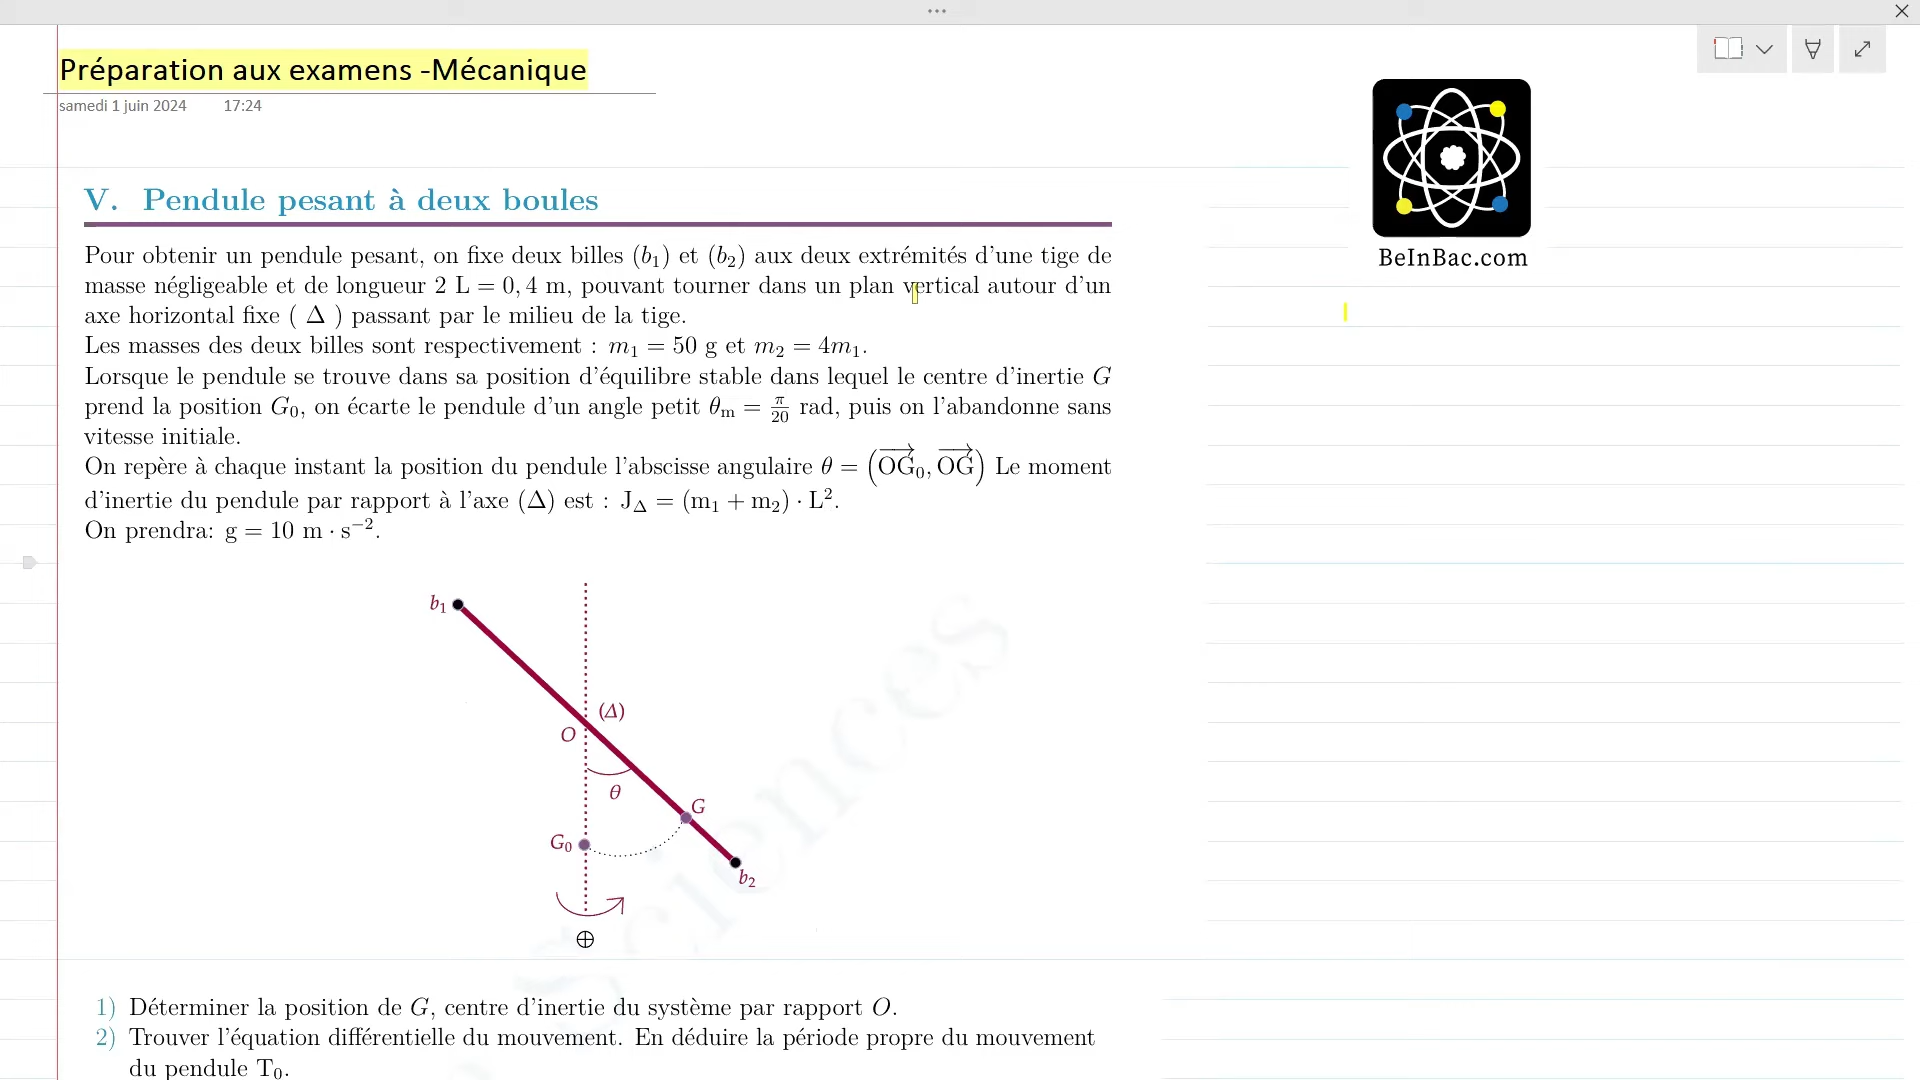 Préparation aux examens -Mécanique
samedi 1 juin 2024 17:24
BeInBac.com
V. Pendule pesant à deux boules
Pour obtenir un pendule pesant, on fixe deux billes (b₁) et (b₂) aux deux extrémités d'une tige de
masse négligeable et de longueur 2 L = 0,4 m, pouvant tourner dans un plan vertical autour d'un
axe horizontal fixe ( Δ ) passant par le milieu de la tige.
Les masses des deux billes sont respectivement : m₁ = 50 g et m₂ = 4m₁.
Lorsque le pendule se trouve dans sa position d'équilibre stable dans lequel le centre d'inertie G
prend la position G₀, on écarte le pendule d'un angle petit θₘ = π/20 rad, puis on l'abandonne sans
vitesse initiale.
On repère à chaque instant la position du pendule l'abscisse angulaire θ = (OG₀⃗, OG⃗) Le moment
d'inertie du pendule par rapport à l'axe (Δ) est : J_Δ = (m₁ + m₂) · L².
On prendra: g = 10 m · s⁻².
b₁
(Δ)
O
θ
G
G₀
b₂
⊕
sciences
1) Déterminer la position de G, centre d'inertie du système par rapport O.
2) Trouver l'équation différentielle du mouvement. En déduire la période propre du mouvement
du pendule T₀.